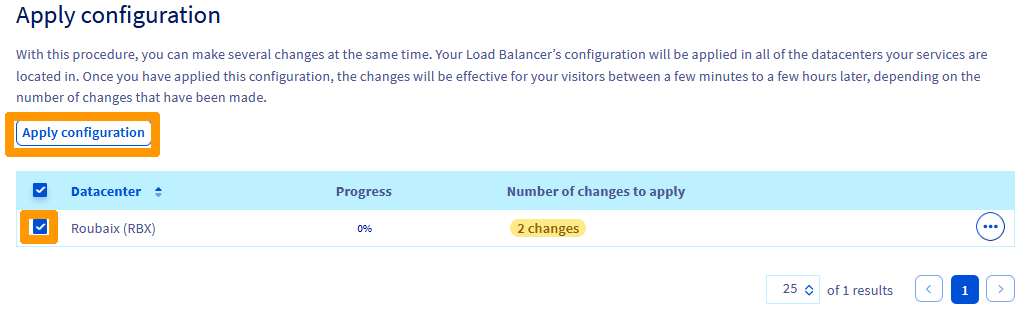 Apply configuration
With this procedure, you can make several changes at the same time. Your Load Balancer’s configuration will be applied in all of the datacenters your services are
located in. Once you have applied this configuration, the changes will be effective for your visitors between a few minutes to a few hours later, depending on the
number of changes that have been made.
Apply configuration
Datacenter Progress Number of changes to apply
Roubaix (RBX) 0% 2 changes
25 of 1 results 1